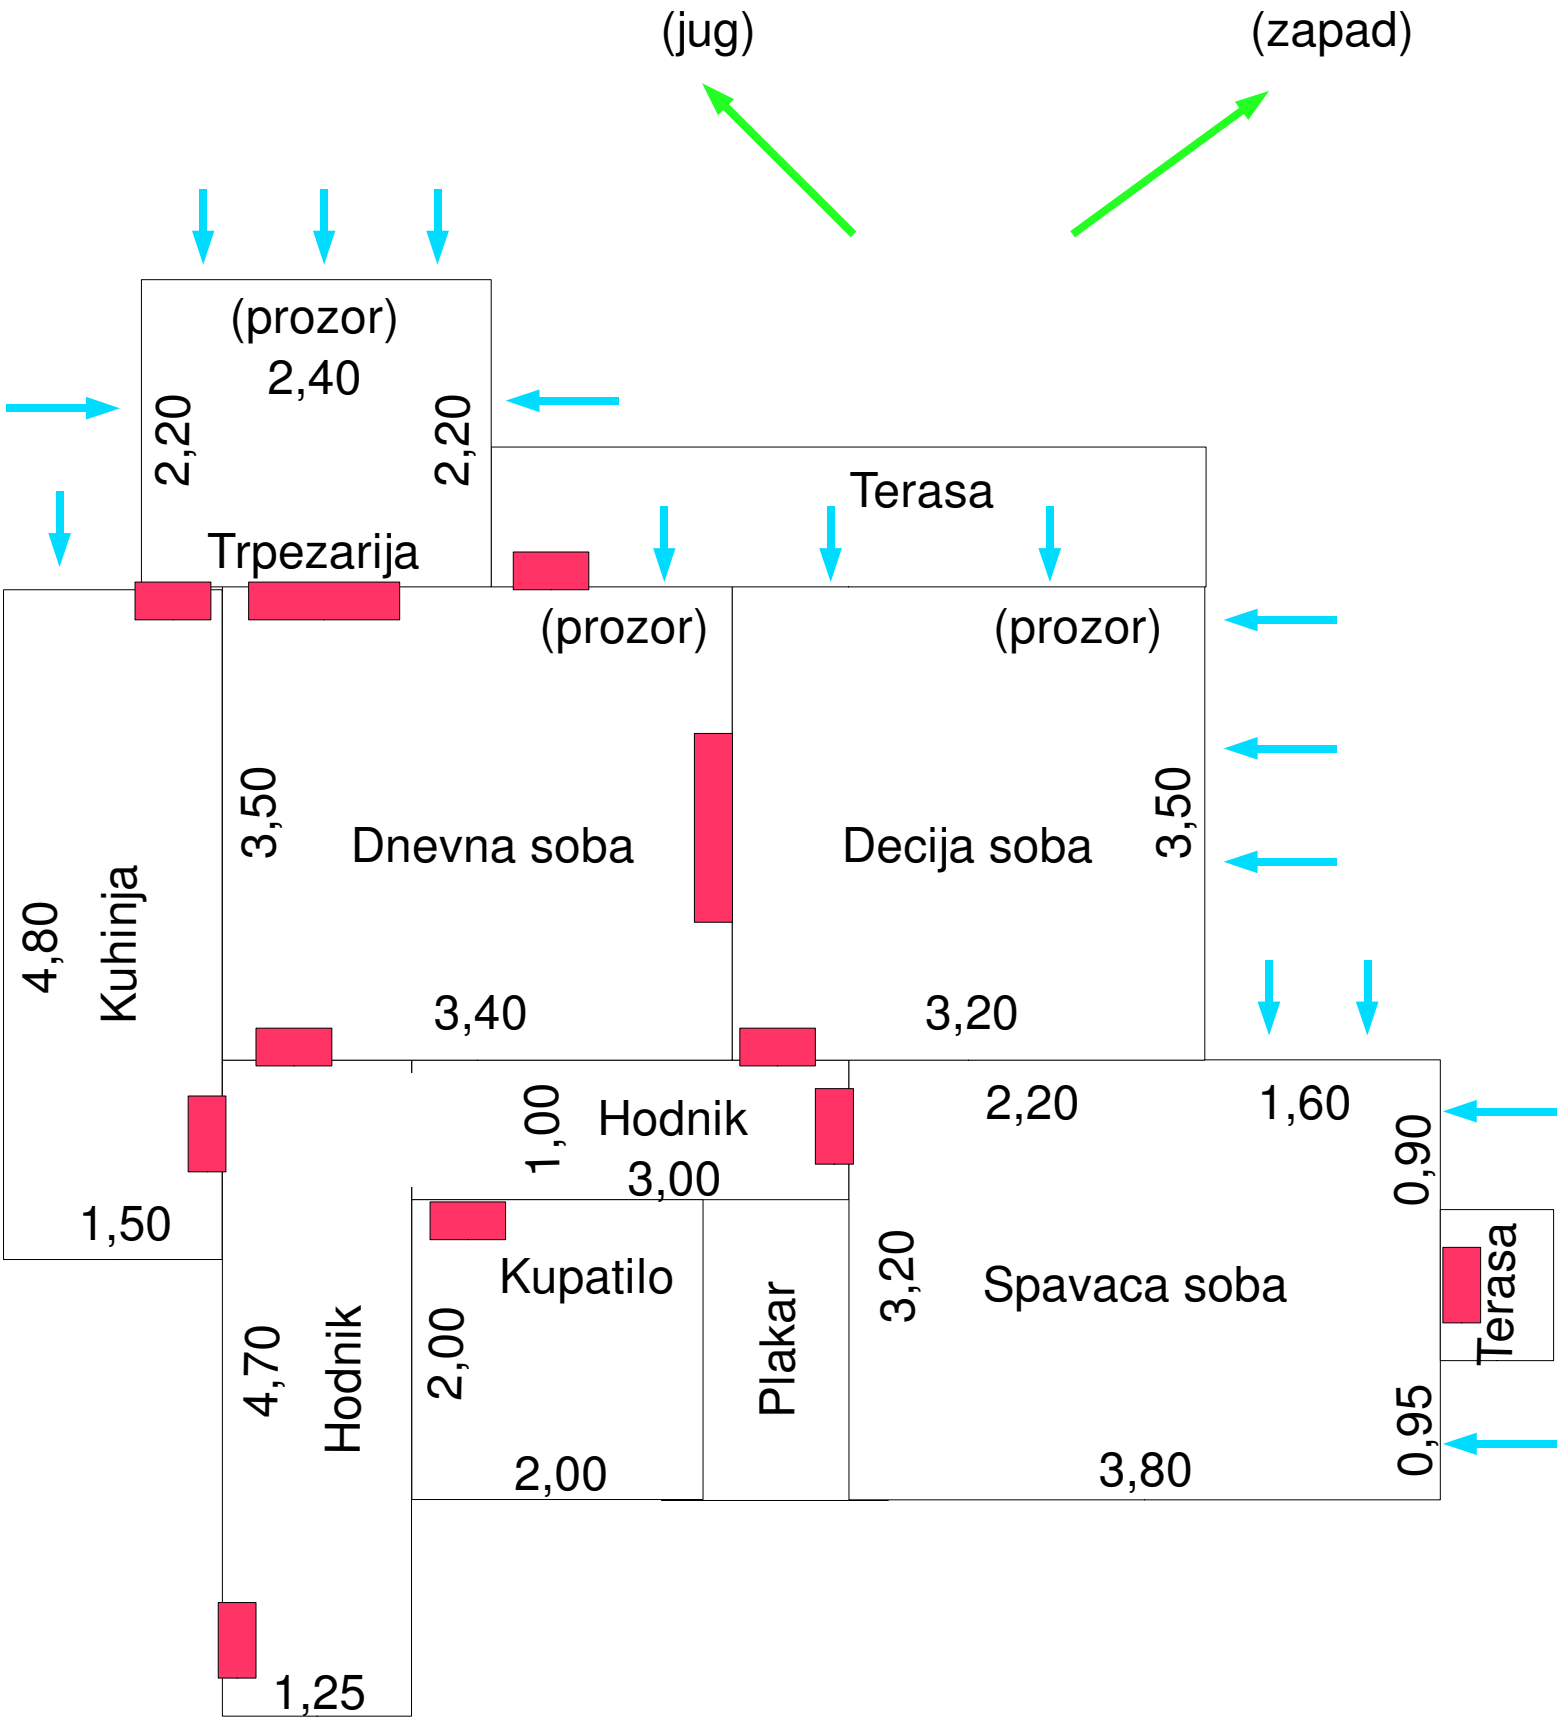 (jug)
(zapad)
(prozor)
2,40
2,20
2,20
Trpezarija
Terasa
(prozor)
(prozor)
3,50
Dnevna soba
3,40
Decija soba
3,50
3,20
4,80
Kuhinja
1,50
1,00
Hodnik
3,00
2,20
1,60
0,90
Kupatilo
2,00
2,00
Plakar
3,20
Spavaca soba
Terasa
0,95
3,80
4,70
Hodnik
1,25